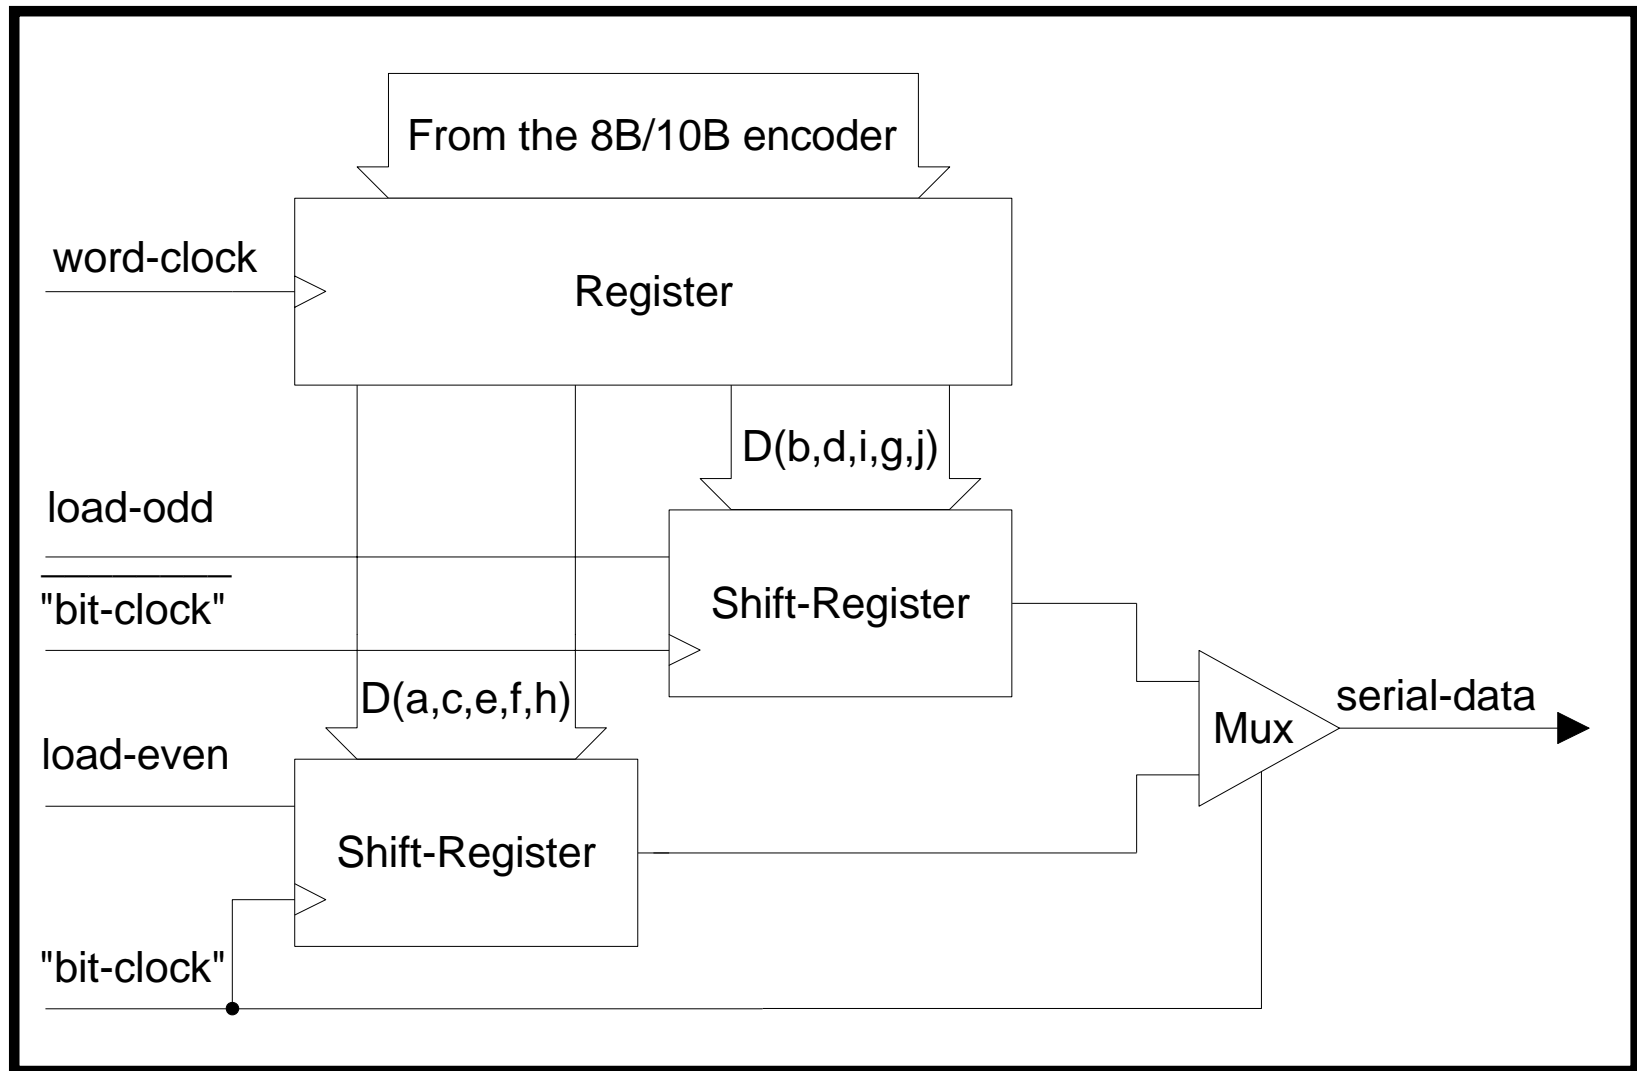 From the 8B/10B encoder
word-clock
Register
D(b,d,i,g,j)
load-odd
"bit-clock"
Shift-Register
D(a,c,e,f,h)
serial-data
Mux
load-even
Shift-Register
"bit-clock"